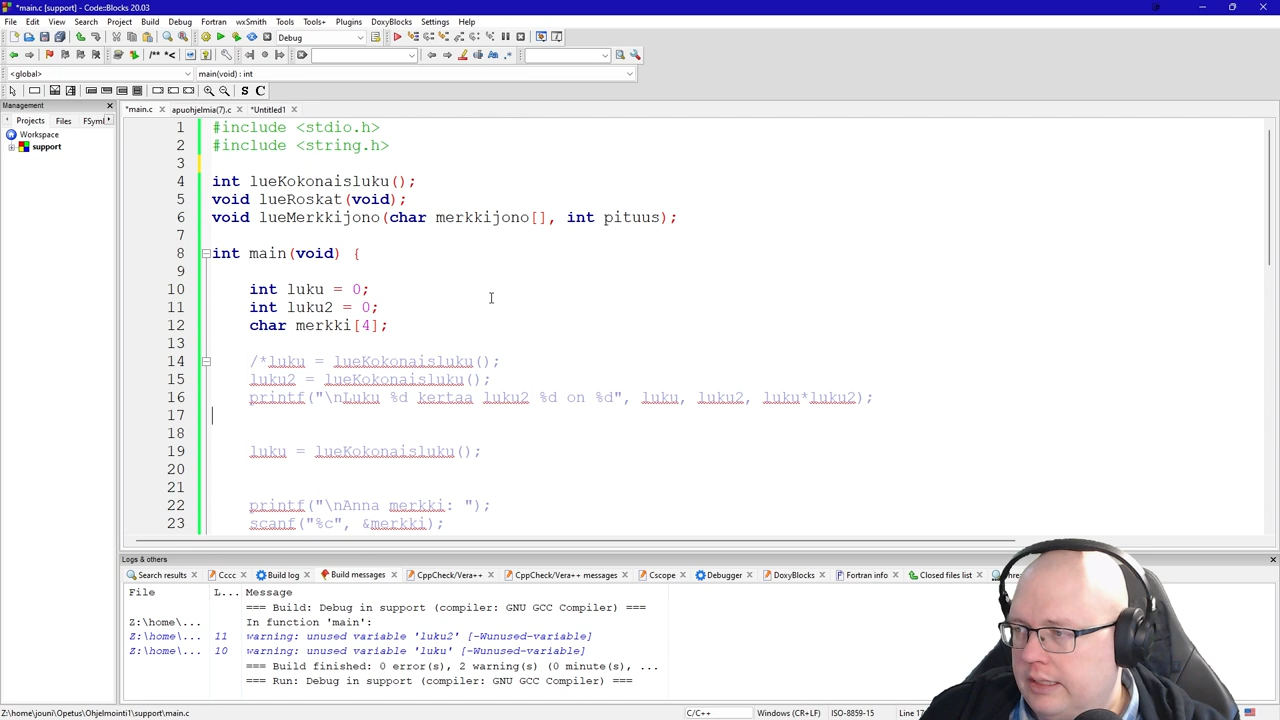 *main.c [support] - Code::Blocks 20.03
File Edit View Search Project Build Debug Fortran wxSmith Tools Tools+ Plugins DoxyBlocks Settings Help
Debug
/** *<
<global>
main(void) : int
S C
Management
*main.c
apuohjelmia(7).c
*Untitled1
Projects Files FSyml
Workspace
support
1 #include <stdio.h>
2 #include <string.h>
3
4 int lueKokonaisluku();
5 void lueRoskat(void);
6 void lueMerkkijono(char merkkijono[], int pituus);
7
8 int main(void) {
9
10 int luku = 0;
11 int luku2 = 0;
12 char merkki[4];
13
14 /*luku = lueKokonaisluku();
15 luku2 = lueKokonaisluku();
16 printf("\nLuku %d kertaa luku2 %d on %d", luku, luku2, luku*luku2);
17
18
19 luku = lueKokonaisluku();
20
21
22 printf("\nAnna merkki: ");
23 scanf("%c", &merkki);
Logs & others
Search results Cccc Build log Build messages CppCheck/Vera++ CppCheck/Vera++ messages Cscope Debugger DoxyBlocks Fortran info Closed files list
File L... Message
=== Build: Debug in support (compiler: GNU GCC Compiler) ===
Z:\home\... In function 'main':
Z:\home\... 11 warning: unused variable 'luku2' [-Wunused-variable]
Z:\home\... 10 warning: unused variable 'luku' [-Wunused-variable]
=== Build finished: 0 error(s), 2 warning(s) (0 minute(s), ...
=== Run: Debug in support (compiler: GNU GCC Compiler) ===
Z:\home\jouni\Opetus\Ohjelmointi1\support\main.c
C/C++
Windows (CR+LF)
ISO-8859-15